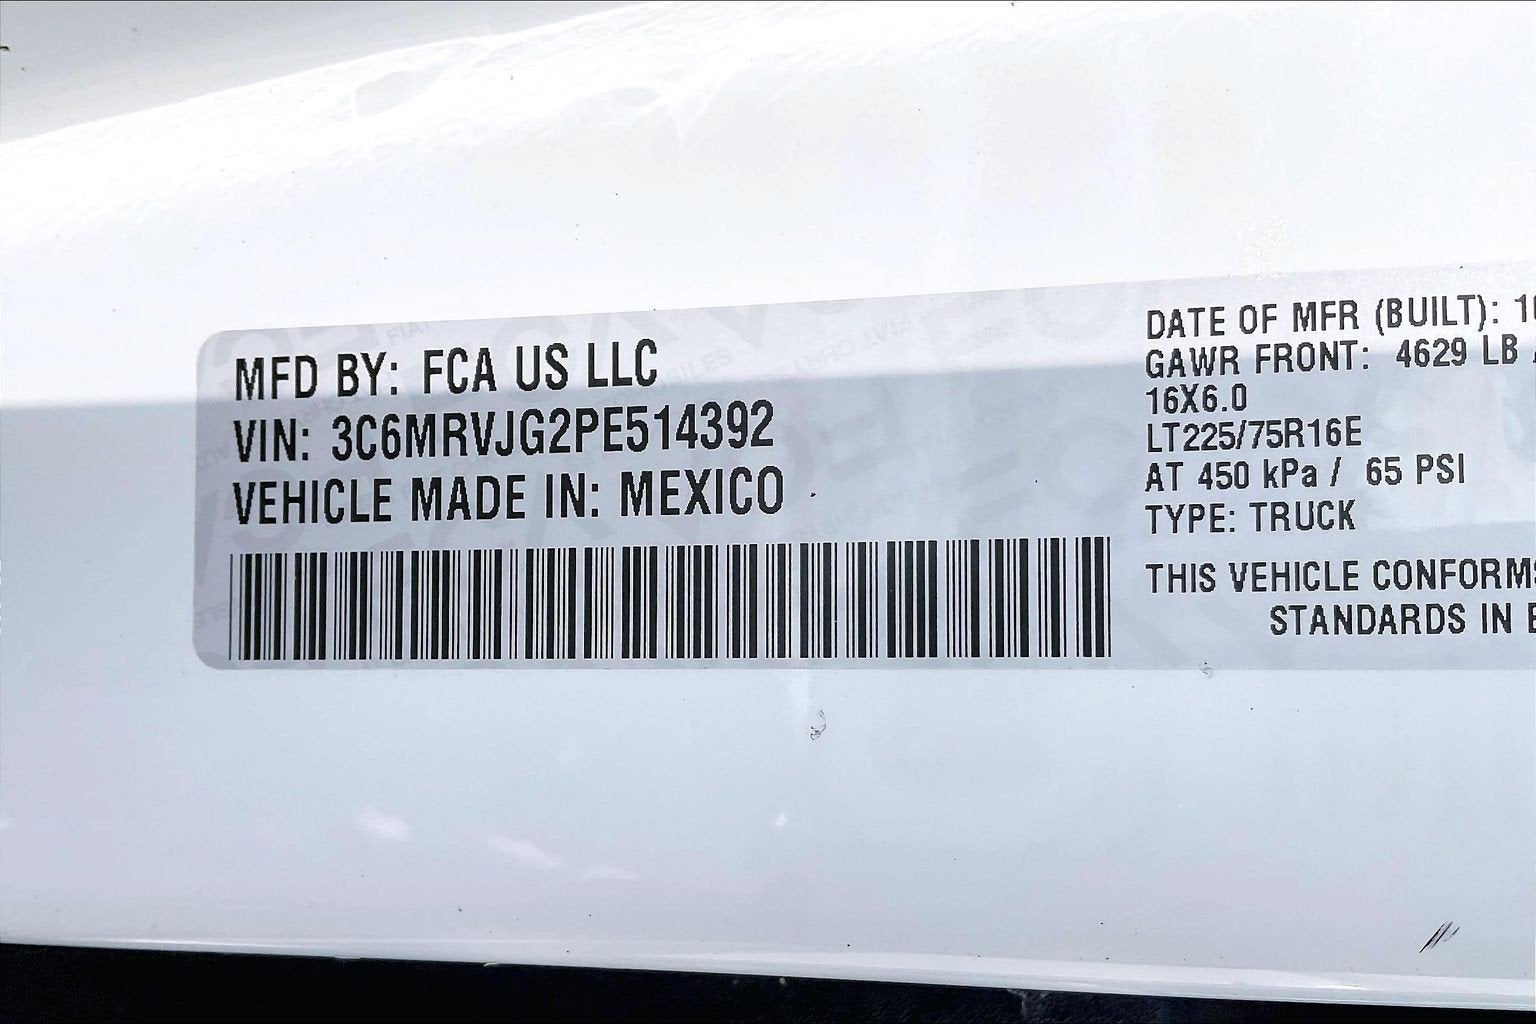 MFD BY: FCA US LLC
VIN: 3C6MRVJG2PE514392
VEHICLE MADE IN: MEXICO
DATE OF MFR (BUILT):
GAWR FRONT: 4629 LB
16X6.0
LT225/75R16E
AT 450 kPa / 65 PSI
TYPE: TRUCK
THIS VEHICLE CONFORMS
STANDARDS IN